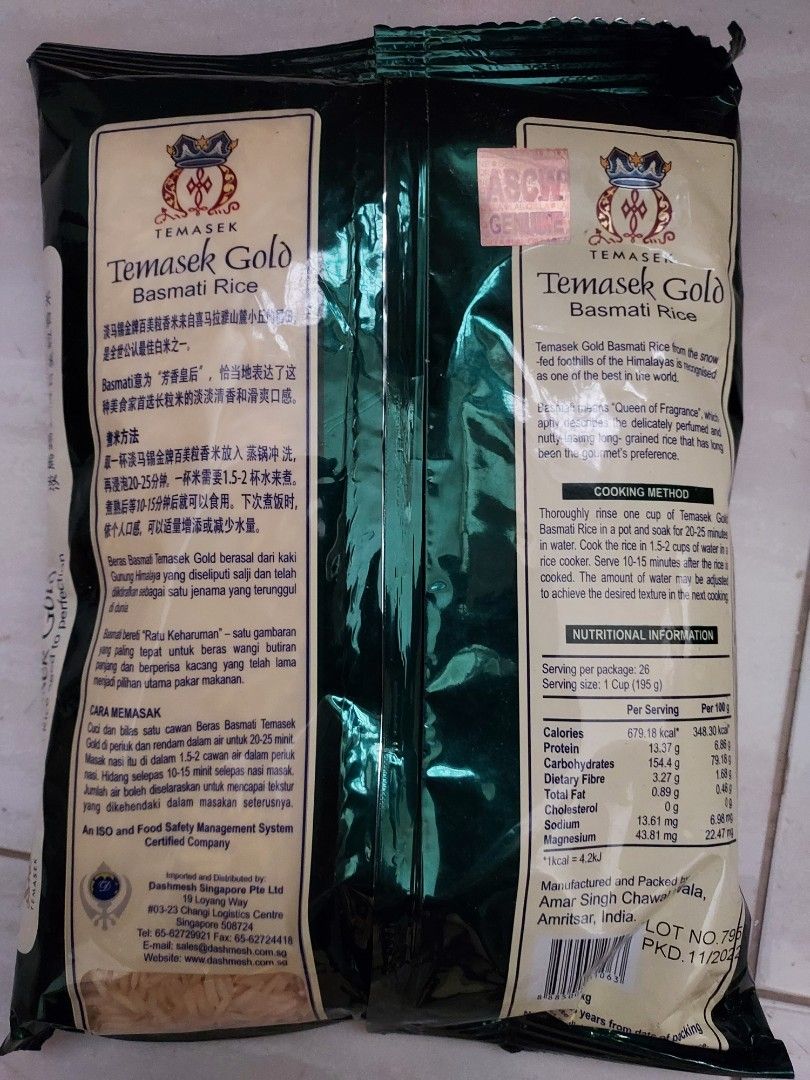 TEMASEK
Temasek Gold
Basmati Rice
淡马锡金牌百美粒香米来自喜马拉雅山麓小丘
是全世公认最佳白米之一。
Basmati意为 “芳香皇后” ，恰当地表达了这
种美食家首选长粒米的淡淡清香和滑爽口感。
煮米方法
取一杯淡马锡金牌百美粒香米放入 蒸锅冲 洗,
再浸泡20-25分钟, 一杯米需要1.5-2 杯水来煮。
煮熟后等10-15分钟后就可以食用。下次煮饭时,
依个人口感, 可以适量增添或减少水量。
Beras Basmati Temasek Gold berasal dari kaki
Gunung Himalaya yang diseliputi salji dan telah
diiktirafkan sebagai satu jenama yang terunggul
di dunia
Basmati bererti “Ratu Keharuman” – satu gambaran
yang paling tepat untuk beras wangi butiran
panjang dan berperisa kacang yang telah lama
menjadi pilihan utama pakar makanan.
CARA MEMASAK
Cuci dan bilas satu cawan Beras Basmati Temasek
Gold di periuk dan rendam dalam air untuk 20-25 minit.
Masak nasi itu di dalam 1.5-2 cawan air dalam periuk
nasi. Hidang selepas 10-15 minit selepas nasi masak.
Jumlah air boleh diselaraskan untuk mencapai tekstur
yang dikehendaki dalam masakan seterusnya.
An ISO and Food Safety Management System
Certified Company
Imported and Distributed by:
Dashmesh Singapore Pte Ltd
19 Loyang Way
#03-23 Changi Logistics Centre
Singapore 508724
Tel: 65-62729921 Fax: 65-62724418
E-mail: sales@dashmesh.com.sg
Website: www.dashmesh.com.sg
TEMASEK
to perfection
ASCW
GENUINE
TEMASEK
Temasek Gold
Basmati Rice
Temasek Gold Basmati Rice from the snow
-fed foothills of the Himalayas is recognised
as one of the best in the world.
Basmati means "Queen of Fragrance", which
aptly describes the delicately perfumed and
nutty-tasting long- grained rice that has long
been the gourmet's preference.
COOKING METHOD
Thoroughly rinse one cup of Temasek Gold
Basmati Rice in a pot and soak for 20-25 minutes
in water. Cook the rice in 1.5-2 cups of water in a
rice cooker. Serve 10-15 minutes after the rice is
cooked. The amount of water may be adjusted
to achieve the desired texture in the next cooking
NUTRITIONAL INFORMATION
Serving per package: 26
Serving size: 1 Cup (195 g)
Per Serving Per 100 g
Calories 679.18 kcal* 348.30 kcal*
Protein 13.37 g 6.86 g
Carbohydrates 154.4 g 79.18 g
Dietary Fibre 3.27 g 1.68 g
Total Fat 0.89 g 0.46 g
Cholesterol 0 g 0 g
Sodium 13.61 mg 6.98 mg
Magnesium 43.81 mg 22.47 mg
*1kcal = 4.2kJ
Manufactured and Packed by
Amar Singh Chawalwala,
Amritsar, India.
LOT NO.795
PKD.11/202
kg
years from date of packing